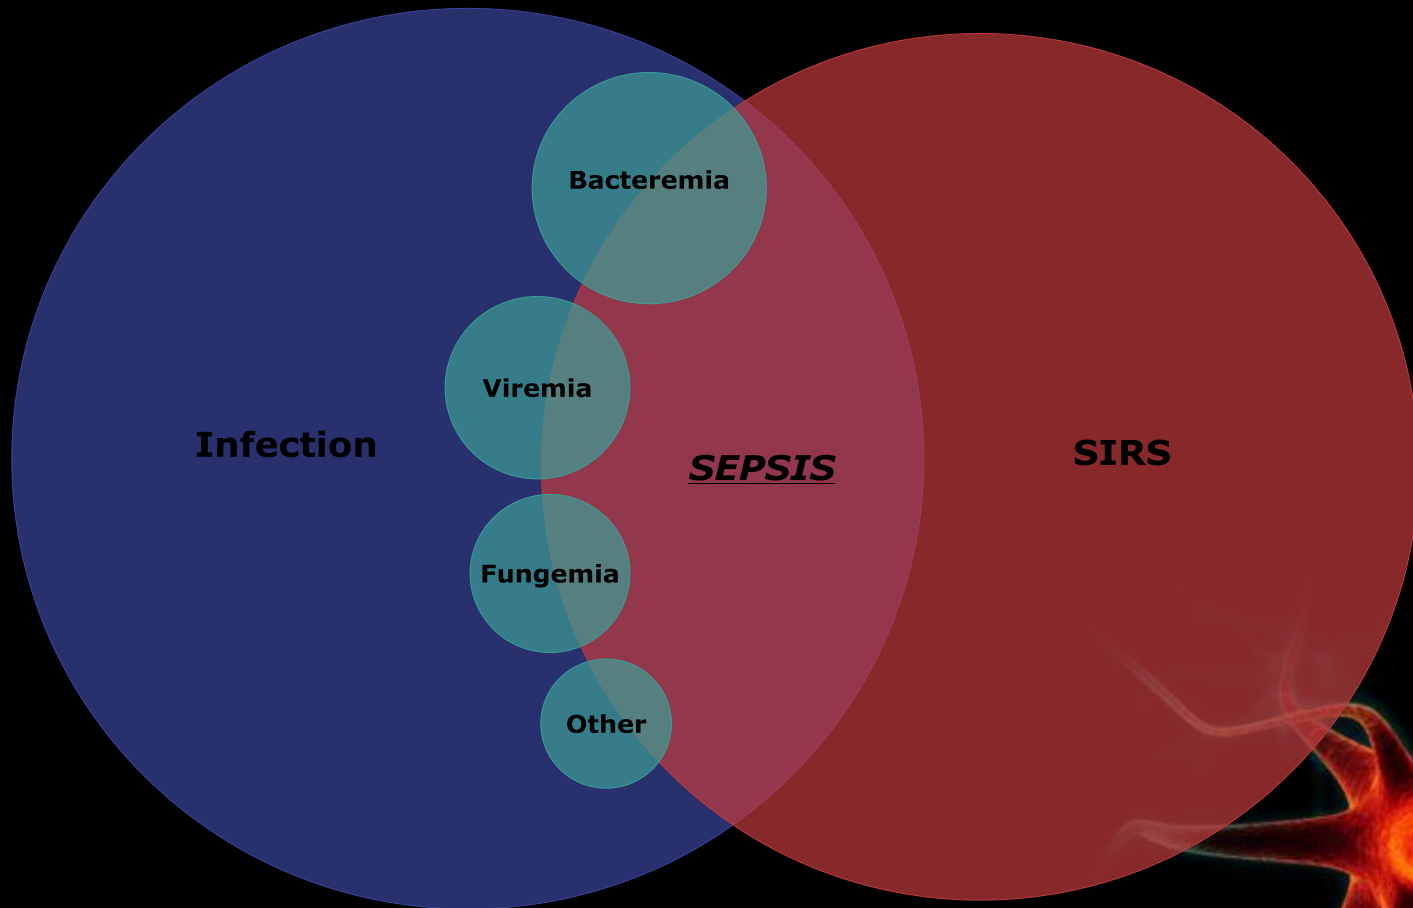 Bacteremia
Viremia
Infection
SEPSIS
SIRS
Fungemia
Other